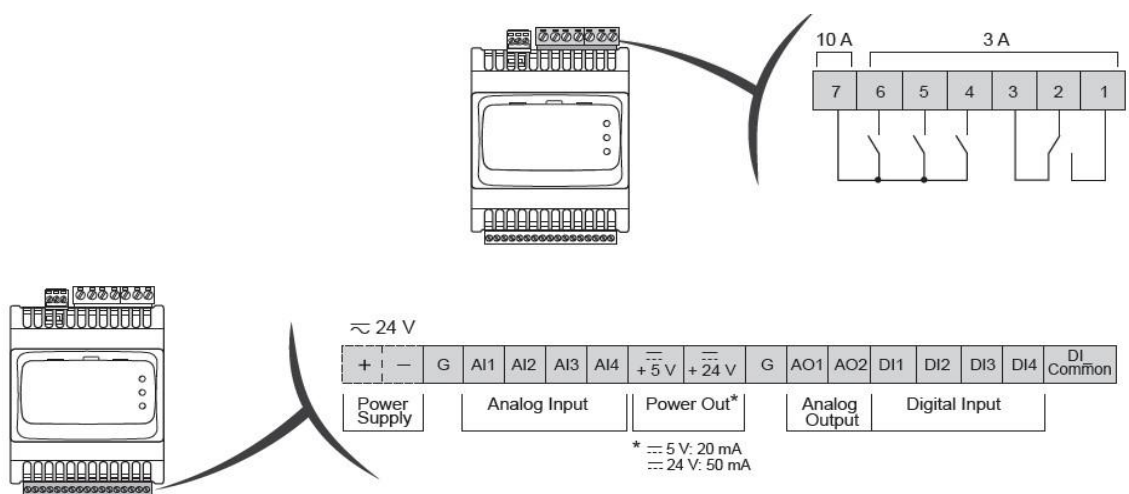 10 A 3 A
7 6 5 4 3 2 1
24 V
+ − G AI1 AI2 AI3 AI4 + 5 V + 24 V G AO1 AO2 DI1 DI2 DI3 DI4 DI Common
Power Supply Analog Input Power Out* Analog Output Digital Input
* 5 V: 20 mA
24 V: 50 mA